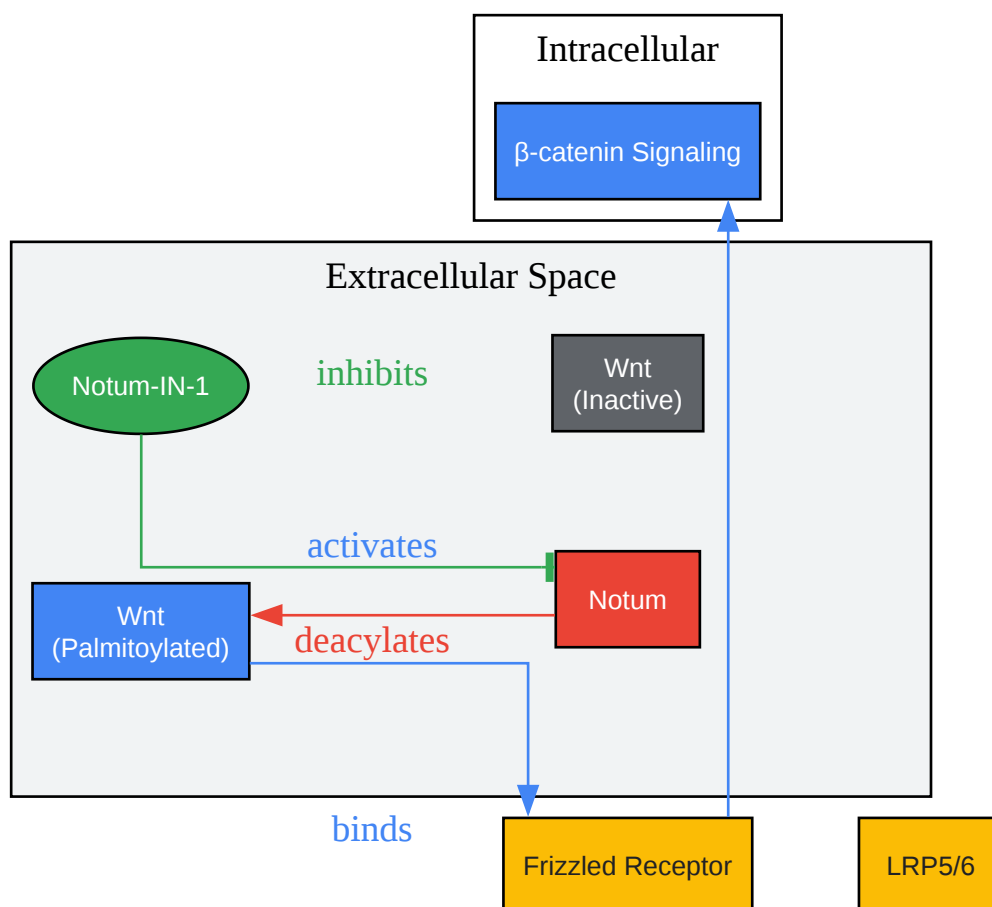 Intracellular
β-catenin Signaling
Extracellular Space
Notum-IN-1
inhibits
Wnt
(Inactive)
activates
Notum
Wnt
(Palmitoylated)
deacylates
binds
Frizzled Receptor
LRP5/6